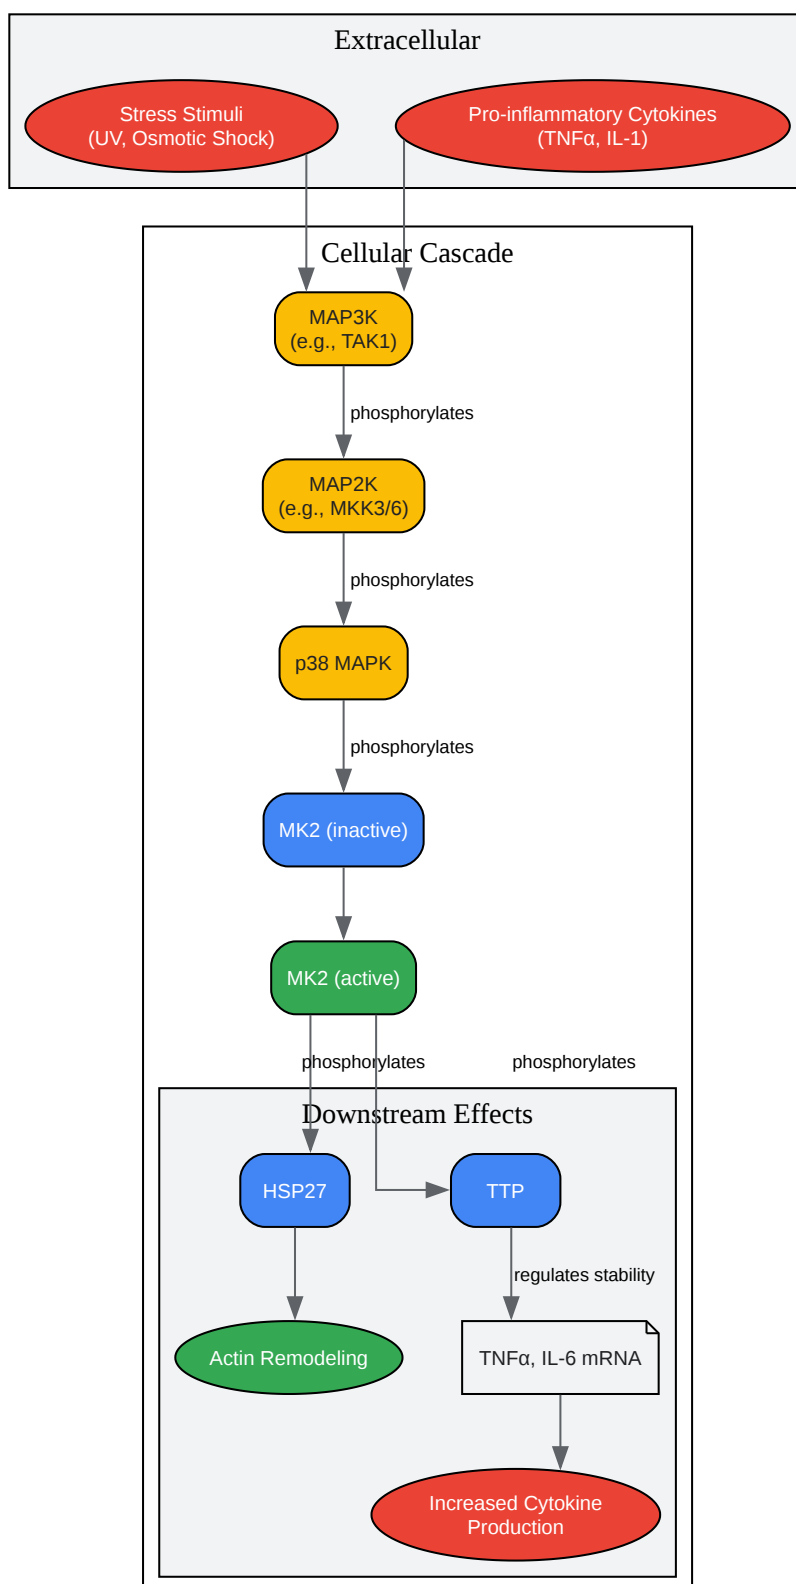 Extracellular
Stress Stimuli
(UV, Osmotic Shock)
Pro-inflammatory Cytokines
(TNFα, IL-1)
Cellular Cascade
MAP3K
(e.g., TAK1)
phosphorylates
MAP2K
(e.g., MKK3/6)
phosphorylates
p38 MAPK
phosphorylates
MK2 (inactive)
MK2 (active)
phosphorylates
phosphorylates
Downstream Effects
HSP27
TTP
regulates stability
Actin Remodeling
TNFα, IL-6 mRNA
Increased Cytokine
Production